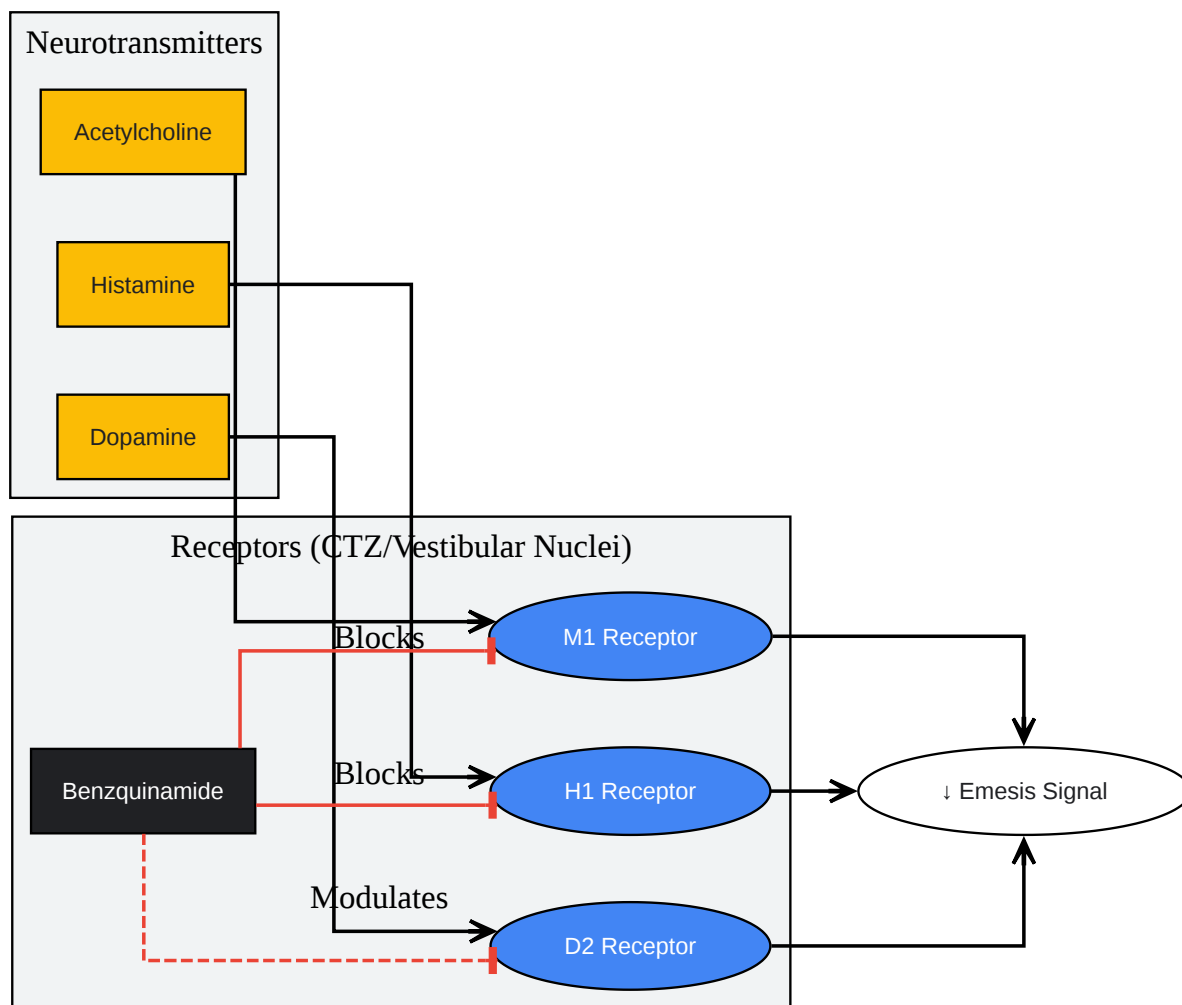 Neurotransmitters
Acetylcholine
Histamine
Dopamine
Receptors (CTZ/Vestibular Nuclei)
Blocks
M1 Receptor
Blocks
Benzquinamide
H1 Receptor
↓ Emesis Signal
Modulates
D2 Receptor